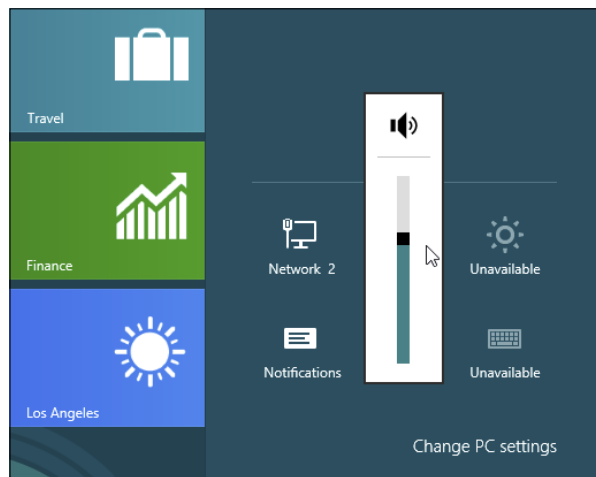 Travel
Finance
Los Angeles
Network 2
Unavailable
Notifications
Unavailable
Change PC settings